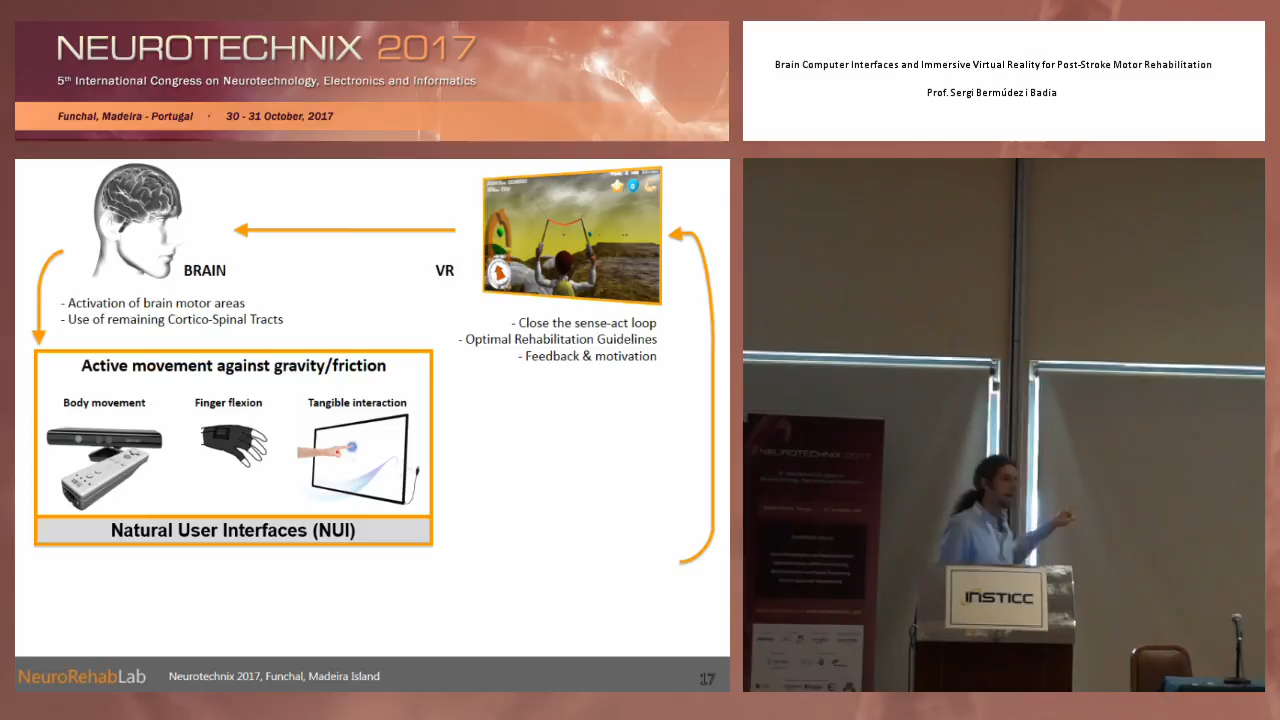 NEUROTECHNIX 2017
5th International Congress on Neurotechnology, Electronics and Informatics
Funchal, Madeira - Portugal · 30 - 31 October, 2017
Brain Computer Interfaces and Immersive Virtual Reality for Post-Stroke Motor Rehabilitation
Prof. Sergi Bermúdez i Badia
BRAIN
VR
- Activation of brain motor areas
- Use of remaining Cortico-Spinal Tracts
- Close the sense-act loop
- Optimal Rehabilitation Guidelines
- Feedback & motivation
Active movement against gravity/friction
Body movement
Finger flexion
Tangible interaction
Natural User Interfaces (NUI)
NeuroRehabLab
Neurotechnix 2017, Funchal, Madeira Island
17
NEUROTECHNIX 2017
INSTICC